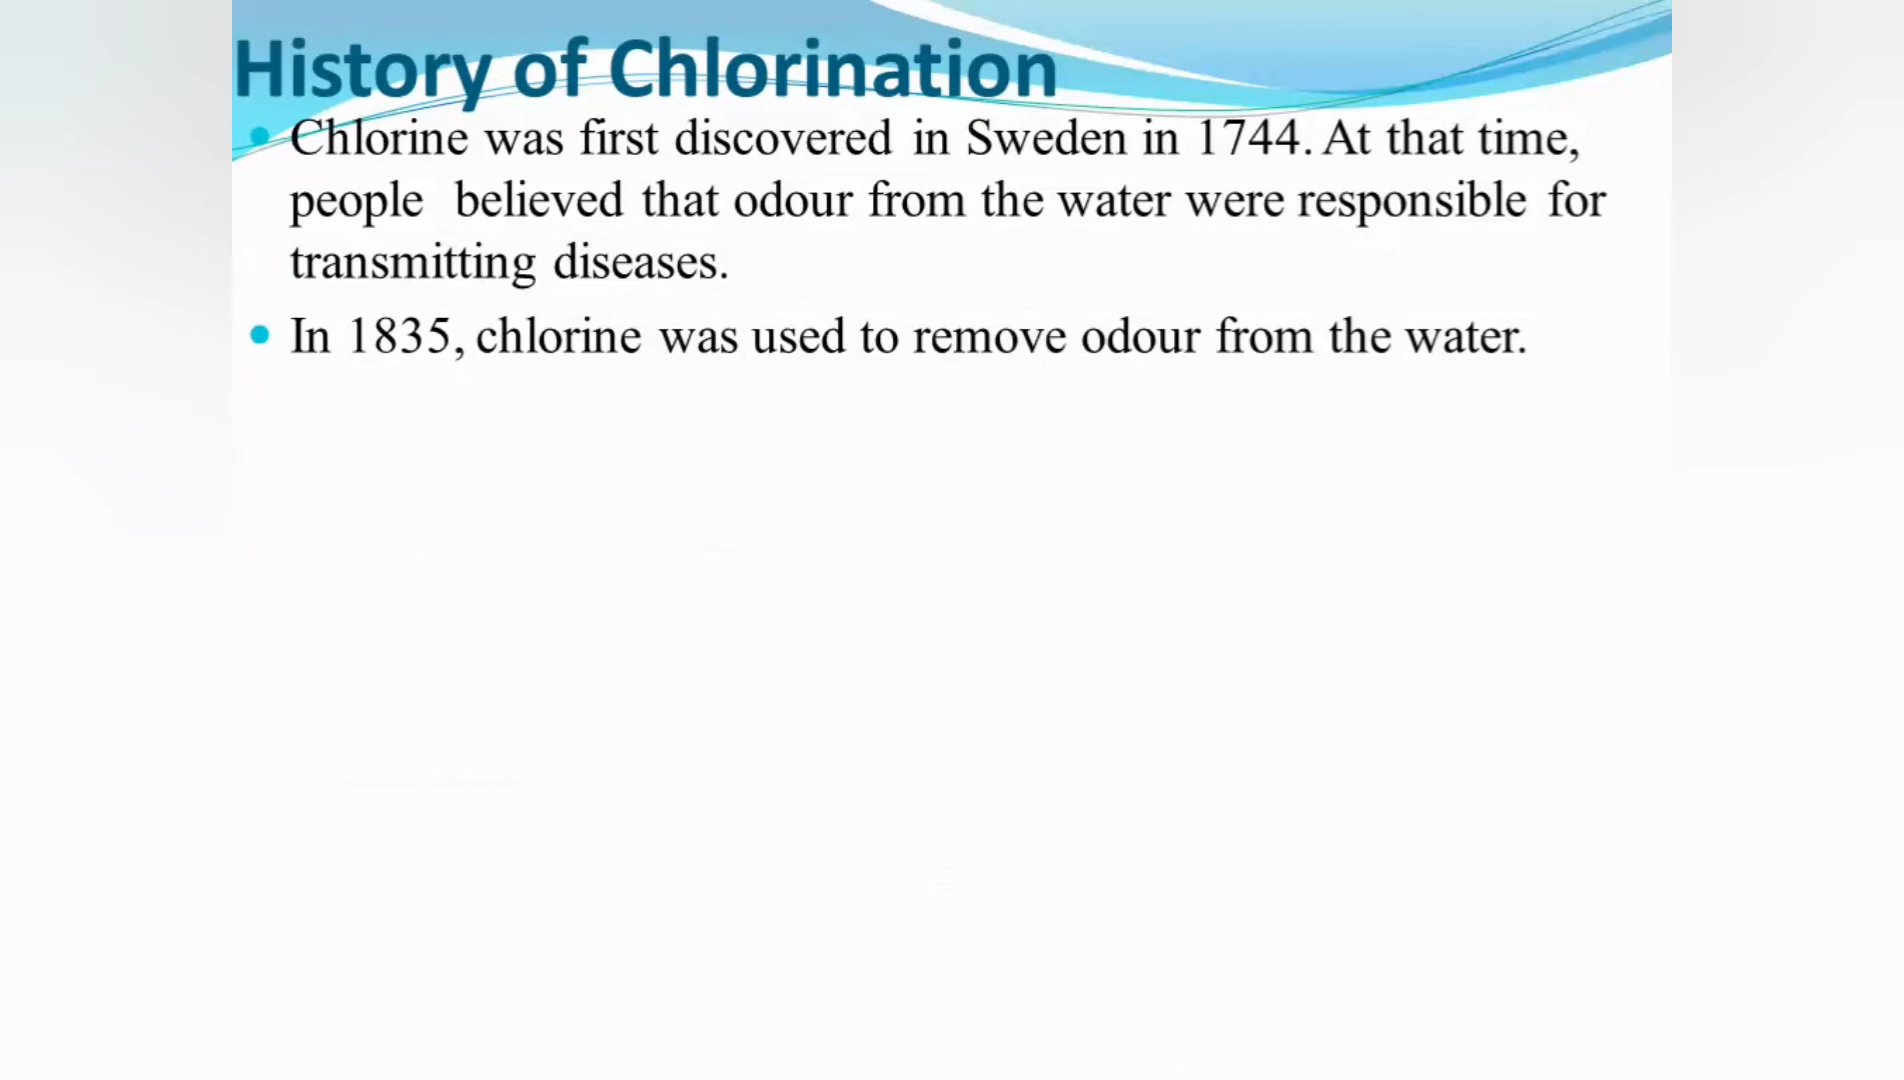 History of Chlorination
• Chlorine was first discovered in Sweden in 1744. At that time,
people believed that odour from the water were responsible for
transmitting diseases.
• In 1835, chlorine was used to remove odour from the water.